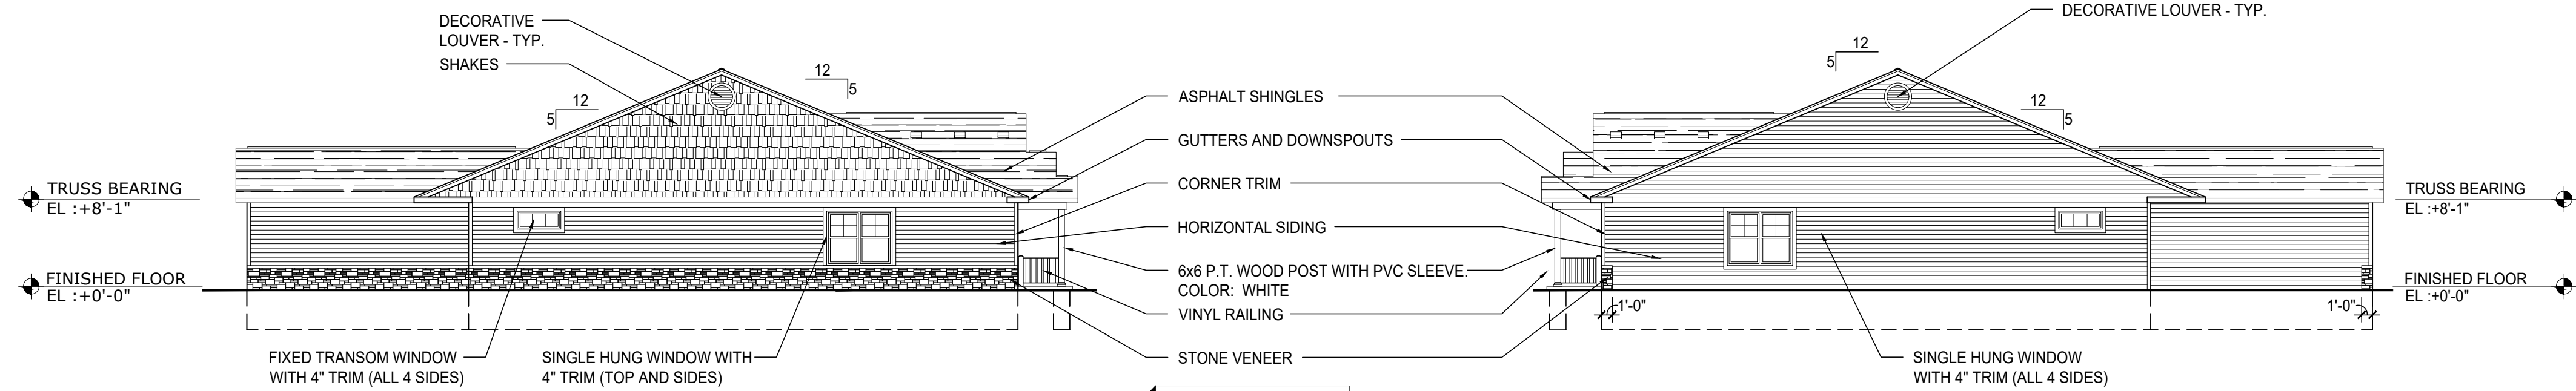 DECORATIVE
LOUVER - TYP.
SHAKES
12
5
12
5
TRUSS BEARING
EL :+8'-1"
FINISHED FLOOR
EL :+0'-0"
FIXED TRANSOM WINDOW
WITH 4" TRIM (ALL 4 SIDES)
SINGLE HUNG WINDOW WITH
4" TRIM (TOP AND SIDES)
ASPHALT SHINGLES
GUTTERS AND DOWNSPOUTS
CORNER TRIM
HORIZONTAL SIDING
6x6 P.T. WOOD POST WITH PVC SLEEVE.
COLOR: WHITE
VINYL RAILING
STONE VENEER
DECORATIVE LOUVER - TYP.
12
5
12
5
TRUSS BEARING
EL :+8'-1"
FINISHED FLOOR
EL :+0'-0"
1'-0"
1'-0"
SINGLE HUNG WINDOW
WITH 4" TRIM (ALL 4 SIDES)